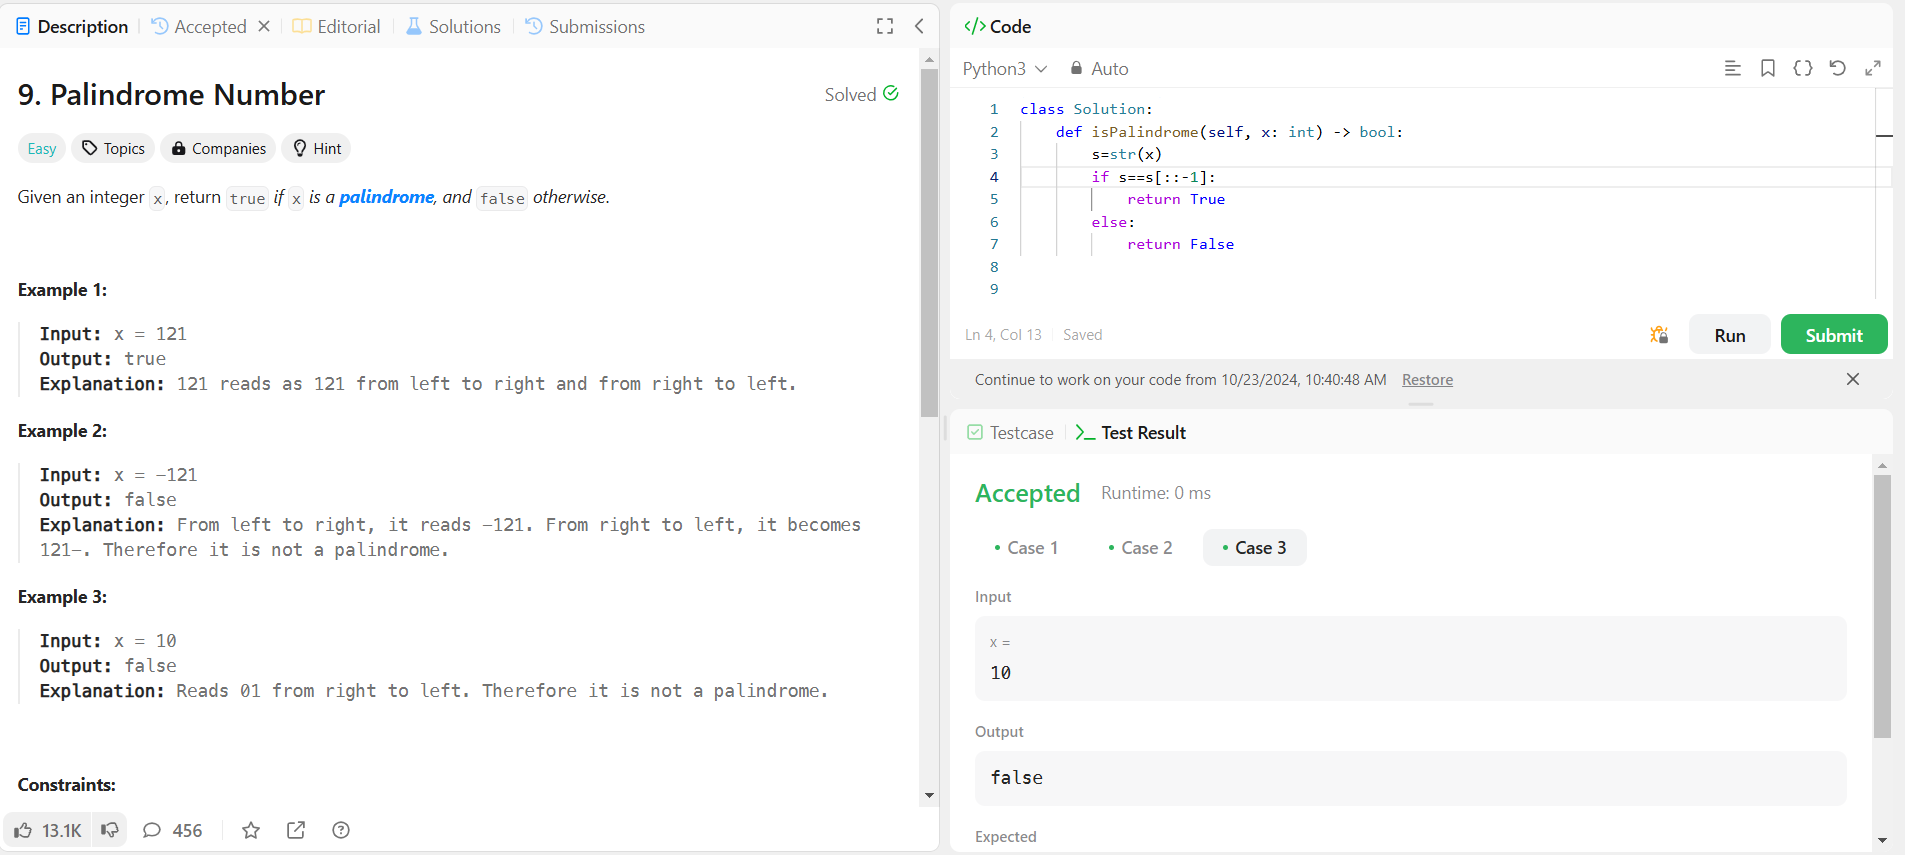 Description
Accepted
Editorial
Solutions
Submissions
9. Palindrome Number
Solved
Easy
Topics
Companies
Hint
Given an integer x, return true if x is a palindrome, and false otherwise.
Example 1:
Input: x = 121
Output: true
Explanation: 121 reads as 121 from left to right and from right to left.
Example 2:
Input: x = -121
Output: false
Explanation: From left to right, it reads -121. From right to left, it becomes
121-. Therefore it is not a palindrome.
Example 3:
Input: x = 10
Output: false
Explanation: Reads 01 from right to left. Therefore it is not a palindrome.
Constraints:
13.1K
456
</> Code
Python3
Auto
1 class Solution:
2     def isPalindrome(self, x: int) -> bool:
3         s=str(x)
4         if s==s[::-1]:
5             return True
6         else:
7             return False
8
9
Ln 4, Col 13
Saved
Run
Submit
Continue to work on your code from 10/23/2024, 10:40:48 AM Restore
Testcase
Test Result
Accepted
Runtime: 0 ms
Case 1
Case 2
Case 3
Input
x =
10
Output
false
Expected